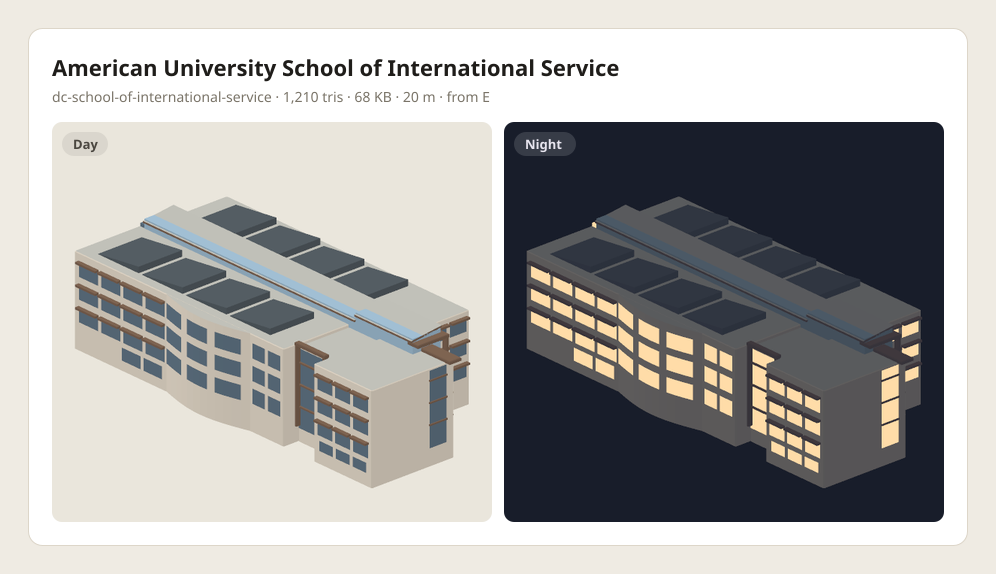 American University School of International Service
dc-school-of-international-service · 1,210 tris · 68 KB · 20 m · from E
Day
Night